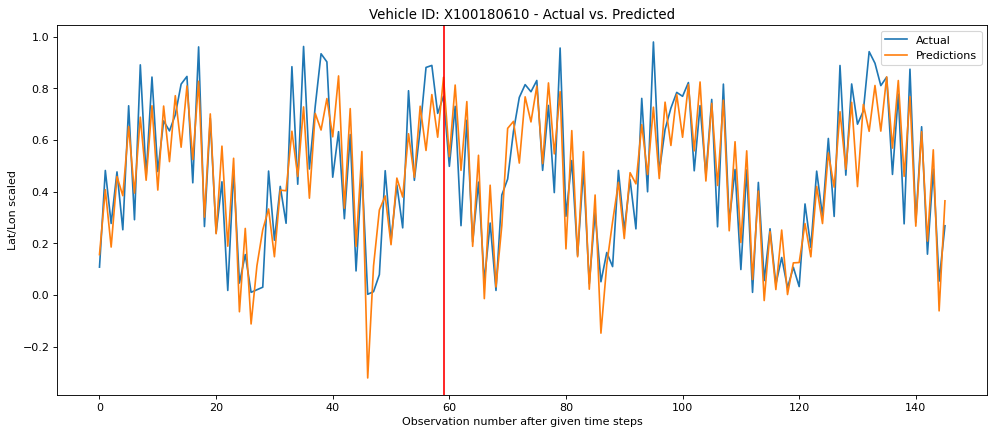 Vehicle ID: X100180610 - Actual vs. Predicted
Actual
Predictions
Lat/Lon scaled
1.0
0.8
0.6
0.4
0.2
0.0
−0.2
0 20 40 60 80 100 120 140
Observation number after given time steps